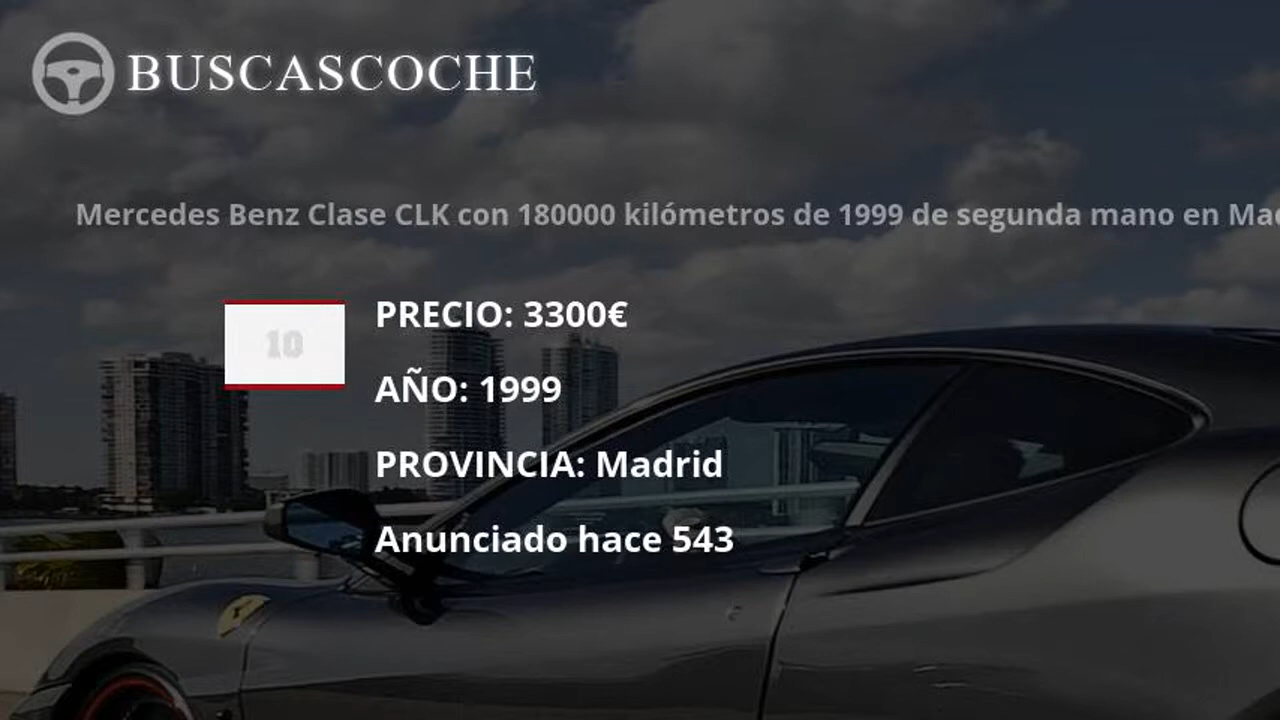 BUSCASCOCHE
Mercedes Benz Clase CLK con 180000 kilómetros de 1999 de segunda mano en
10
PRECIO: 3300€
AÑO: 1999
PROVINCIA: Madrid
Anunciado hace 543